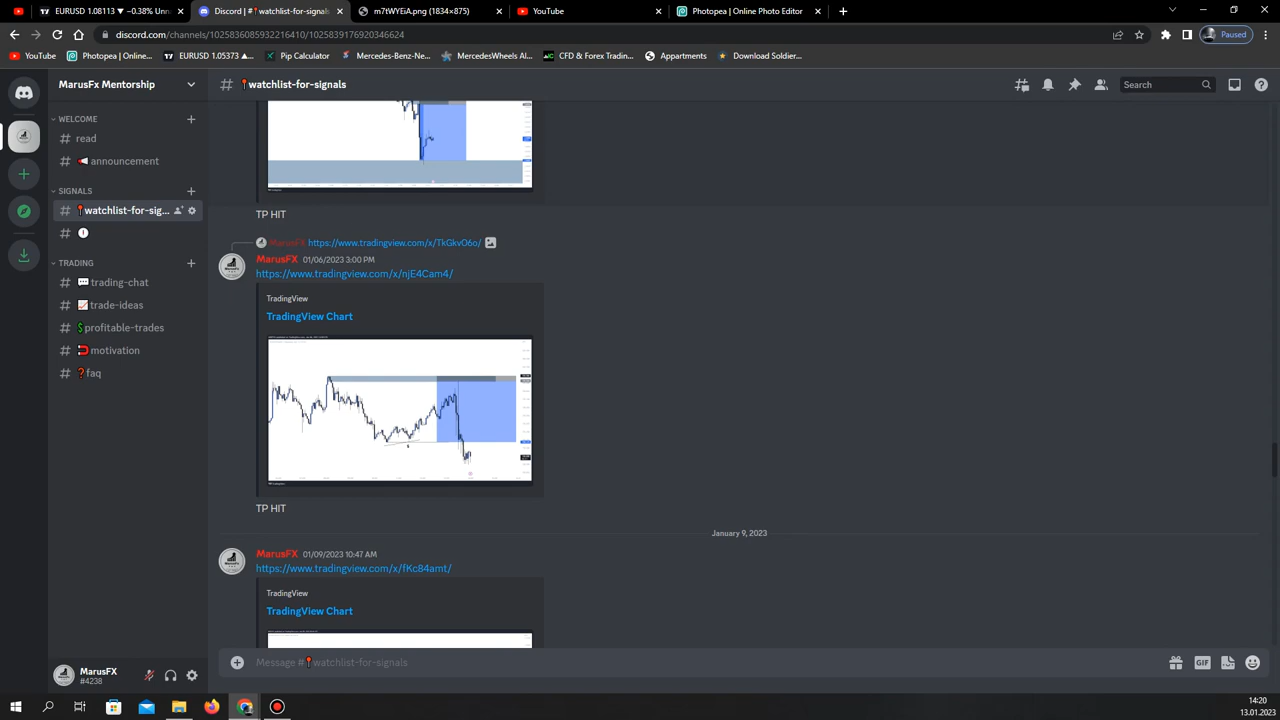 EURUSD 1.08113 ▼ −0.38% Unn
Discord | #📍watchlist-for-signals
m7tWYEiA.png (1834×875)
YouTube
Photopea | Online Photo Editor
discord.com/channels/1025836085932216410/1025839176920346624
Paused
YouTube
Photopea | Online...
EURUSD 1.05373 ▲...
Pip Calculator
Mercedes-Benz-Ne...
MercedesWheels Al...
CFD & Forex Tradin...
Appartments
Download Soldier...
MarusFx Mentorship
# 📍watchlist-for-signals
Search
WELCOME
# read
# 📢 announcement
SIGNALS
# 📍watchlist-for-sig...
TRADING
# 💬 trading-chat
# 📈 trade-ideas
# 💲profitable-trades
# 🧲 motivation
# ❓faq
MarusFX
#4238
TP HIT
MarusFX https://www.tradingview.com/x/TkGkvO6o/
MarusFX 01/06/2023 3:00 PM
https://www.tradingview.com/x/njE4Cam4/
TradingView
TradingView Chart
TP HIT
January 9, 2023
MarusFX 01/09/2023 10:47 AM
https://www.tradingview.com/x/fKc84amt/
TradingView
TradingView Chart
Message #📍watchlist-for-signals
GIF
14:20
13.01.2023